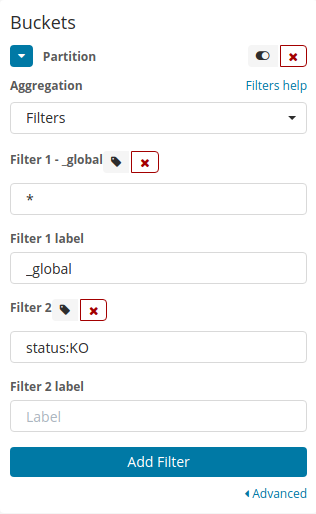 Buckets
Partition
Aggregation Filters help
Filters
Filter 1 - _global
*
Filter 1 label
_global
Filter 2
status:KO
Filter 2 label
Label
Add Filter
Advanced